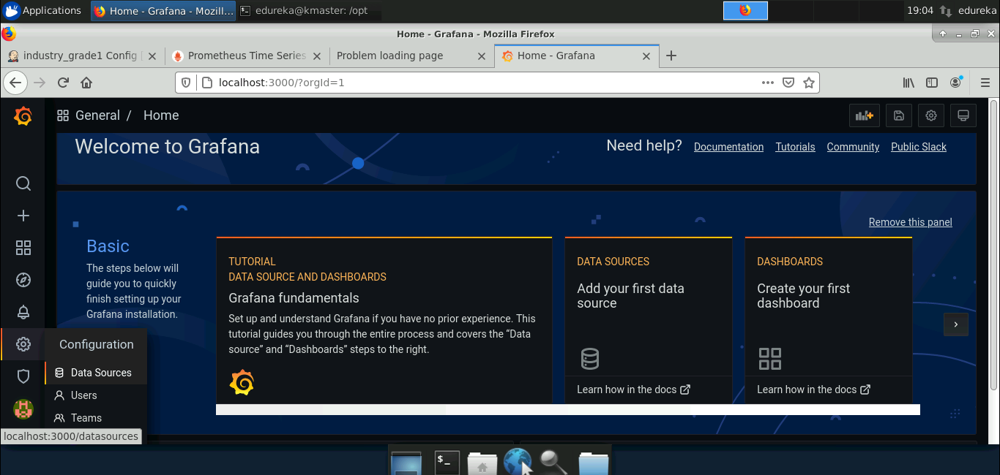 Applications
Home - Grafana - Mozill...
edureka@kmaster: /opt
19:04
edureka
Home - Grafana - Mozilla Firefox
industry_grade1 Config [
Prometheus Time Series
Problem loading page
Home - Grafana
localhost:3000/?orgId=1
General / Home
Welcome to Grafana
Need help?
Documentation
Tutorials
Community
Public Slack
Remove this panel
Basic
The steps below will
guide you to quickly
finish setting up your
Grafana installation.
TUTORIAL
DATA SOURCE AND DASHBOARDS
Grafana fundamentals
Set up and understand Grafana if you have no prior experience. This
tutorial guides you through the entire process and covers the “Data
source” and “Dashboards” steps to the right.
DATA SOURCES
Add your first data
source
Learn how in the docs
DASHBOARDS
Create your first
dashboard
Learn how in the docs
Configuration
Data Sources
Users
Teams
localhost:3000/datasources